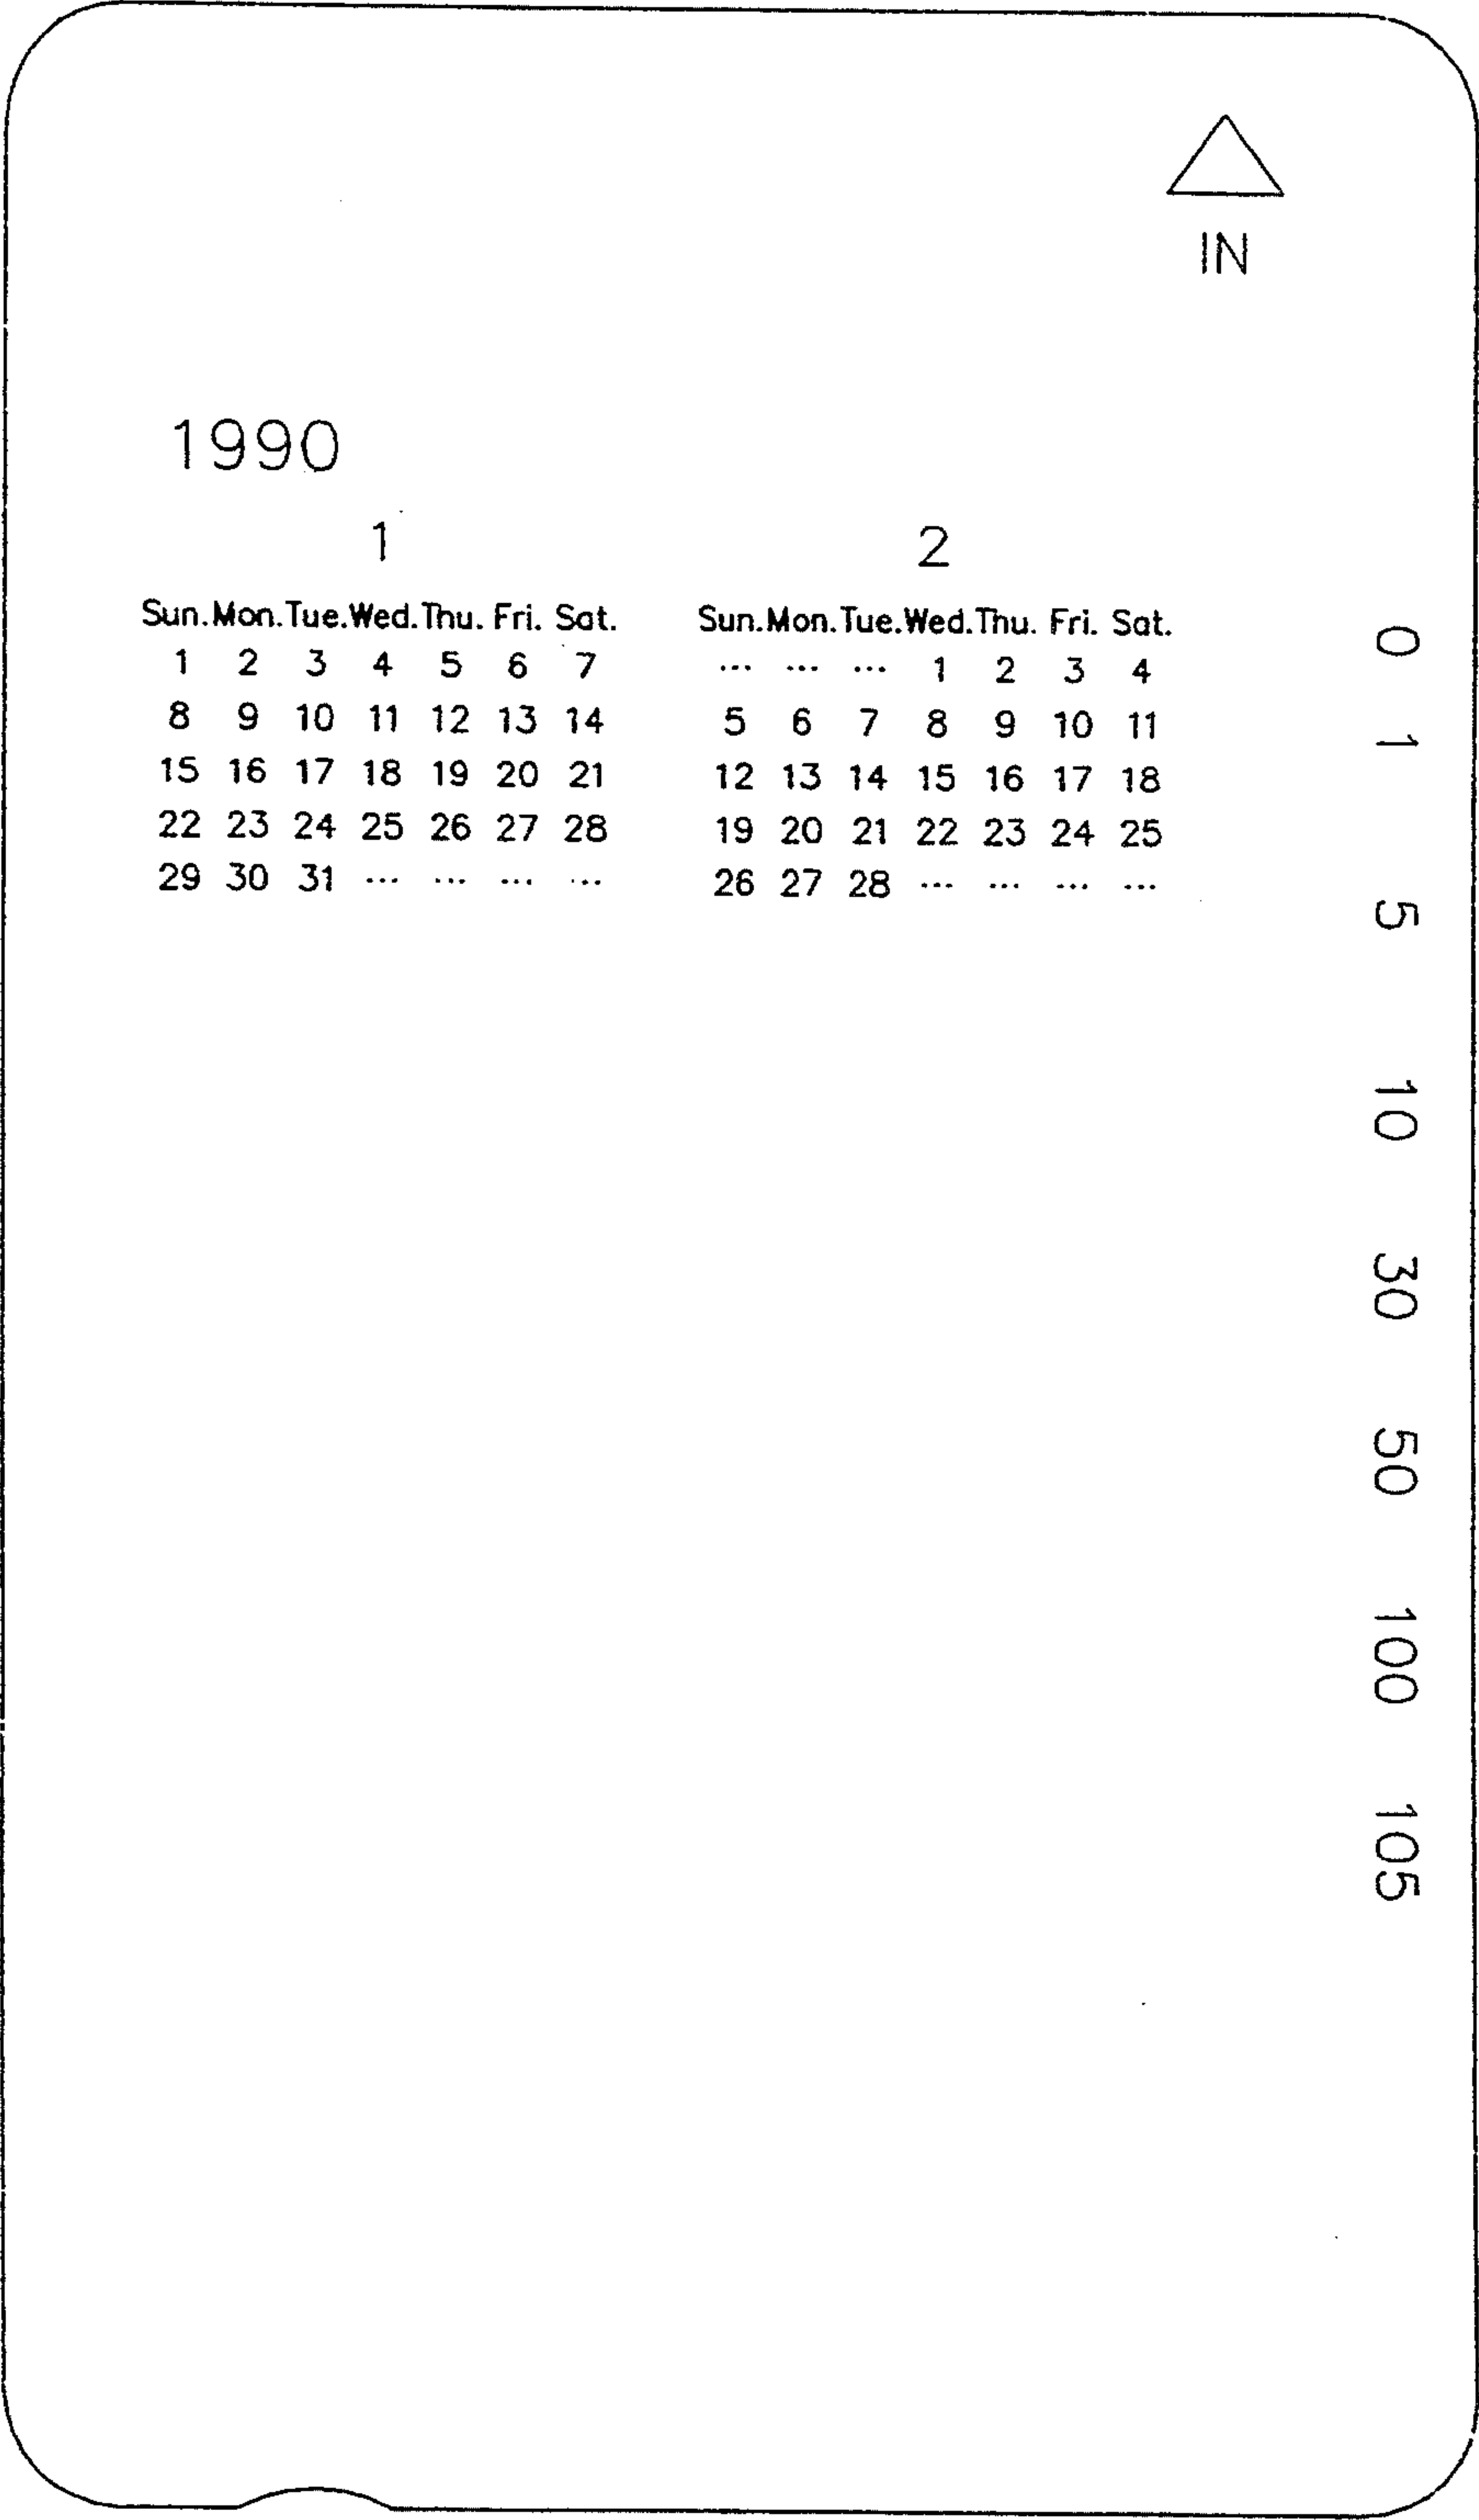 IN
1990
1
Sun. Mon. Tue. Wed. Thu. Fri. Sat.
1 2 3 4 5 6 7
8 9 10 11 12 13 14
15 16 17 18 19 20 21
22 23 24 25 26 27 28
29 30 31 ... ... ... ...
2
Sun. Mon. Tue. Wed. Thu. Fri. Sat.
... ... ... 1 2 3 4
5 6 7 8 9 10 11
12 13 14 15 16 17 18
19 20 21 22 23 24 25
26 27 28 ... ... ... ...
0 1 5 10 30 50 100 105